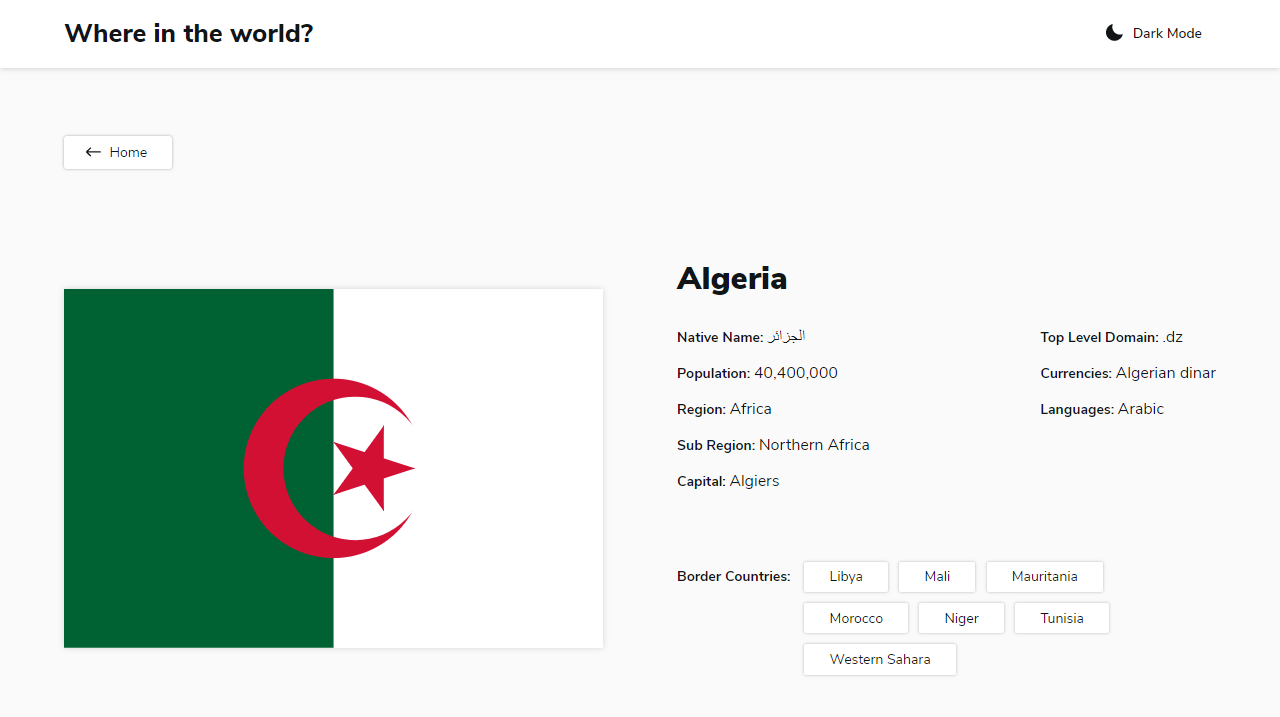 Where in the world?
Dark Mode
Home
Algeria
Native Name: الجزائر
Population: 40,400,000
Region: Africa
Sub Region: Northern Africa
Capital: Algiers
Top Level Domain: .dz
Currencies: Algerian dinar
Languages: Arabic
Border Countries: Libya Mali Mauritania
Morocco Niger Tunisia
Western Sahara